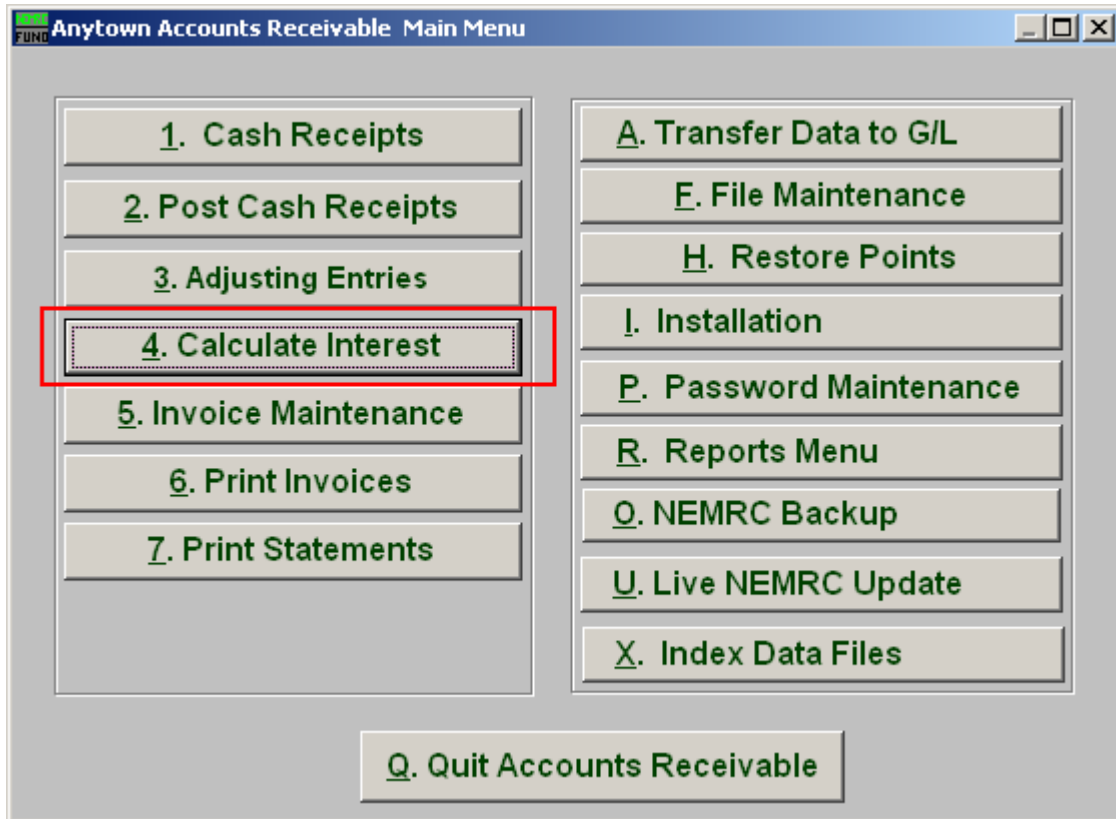 NEMRC
FUND
Anytown Accounts Receivable Main Menu
1. Cash Receipts
2. Post Cash Receipts
3. Adjusting Entries
4. Calculate Interest
5. Invoice Maintenance
6. Print Invoices
7. Print Statements
A. Transfer Data to G/L
F. File Maintenance
H. Restore Points
I. Installation
P. Password Maintenance
R. Reports Menu
O. NEMRC Backup
U. Live NEMRC Update
X. Index Data Files
Q. Quit Accounts Receivable